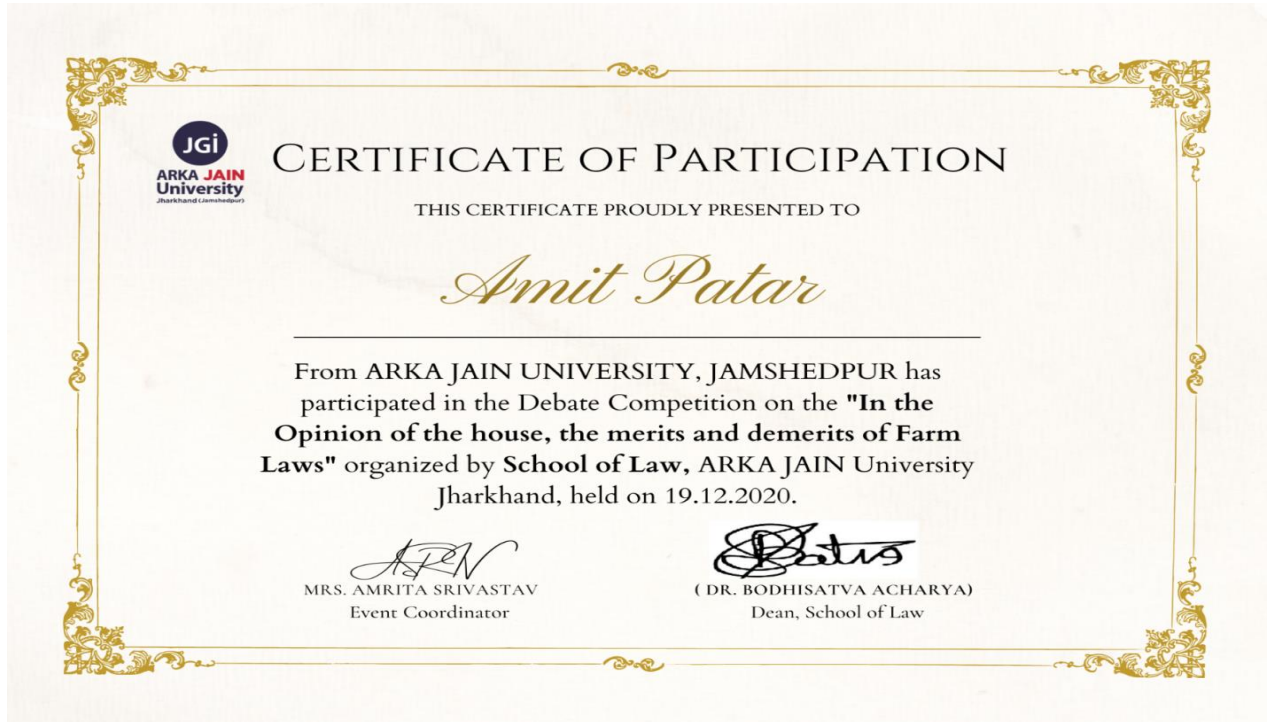 JGi
ARKA JAIN
University
Jharkhand (Jamshedpur)
CERTIFICATE OF PARTICIPATION
THIS CERTIFICATE PROUDLY PRESENTED TO
Amit Patar
From ARKA JAIN UNIVERSITY, JAMSHEDPUR has
participated in the Debate Competition on the "In the
Opinion of the house, the merits and demerits of Farm
Laws" organized by School of Law, ARKA JAIN University
Jharkhand, held on 19.12.2020.
MRS. AMRITA SRIVASTAV
Event Coordinator
( DR. BODHISATVA ACHARYA)
Dean, School of Law